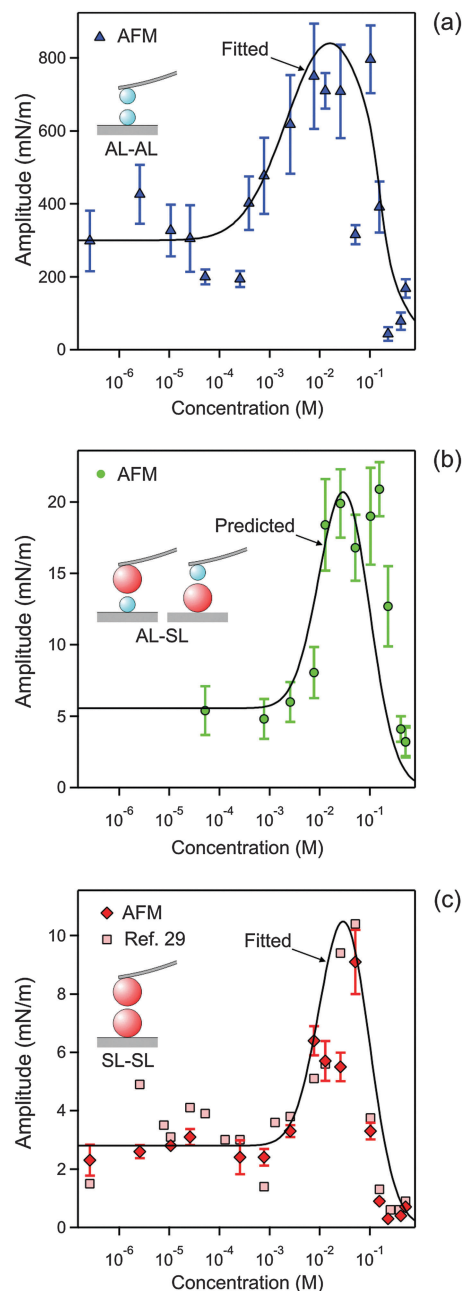 (a)
AFM
Fitted
AL-AL
800
600
400
200
0
Amplitude (mN/m)
10-6 10-5 10-4 10-3 10-2 10-1
Concentration (M)
(b)
AFM
Predicted
AL-SL
20
15
10
5
0
Amplitude (mN/m)
10-6 10-5 10-4 10-3 10-2 10-1
Concentration (M)
(c)
AFM
Ref. 29
Fitted
SL-SL
10
8
6
4
2
0
Amplitude (mN/m)
10-6 10-5 10-4 10-3 10-2 10-1
Concentration (M)